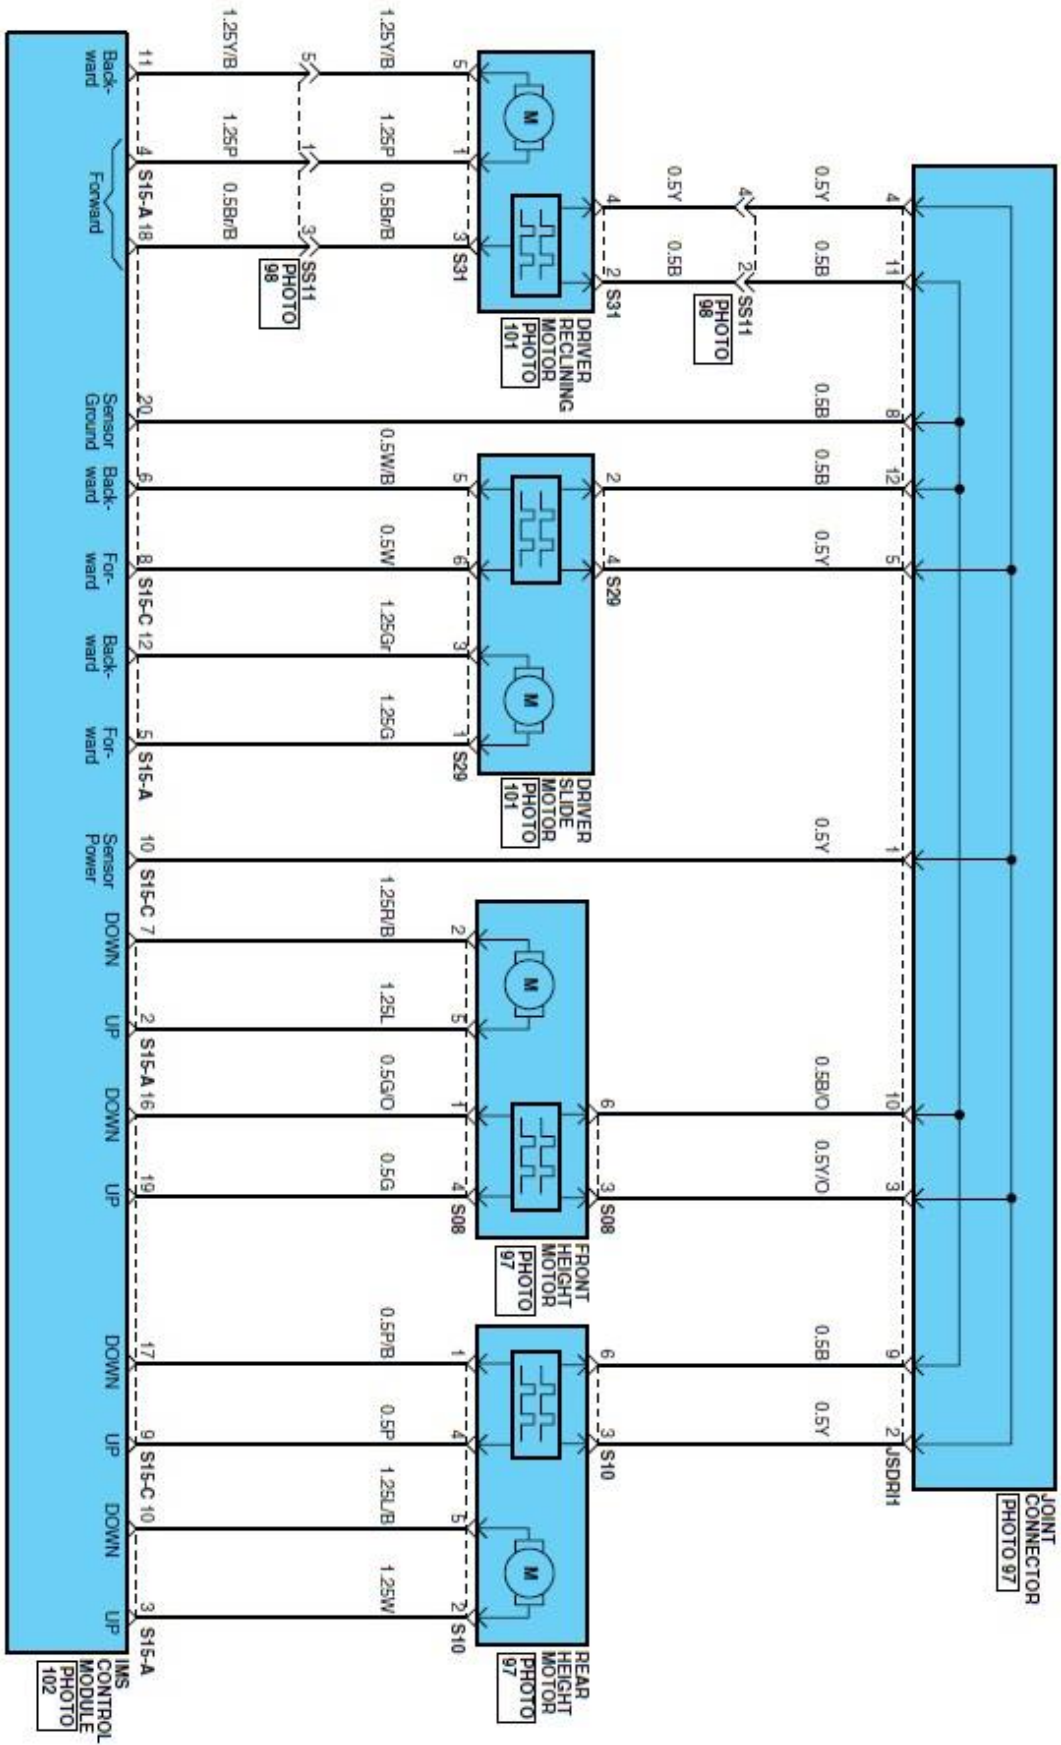 JOINT
CONNECTOR
PHOTO 97
4 11 8 12 5 1 10 3 9 2 JSDRI1
0.5Y 0.5B 0.5B 0.5B 0.5Y 0.5Y 0.5B/O 0.5Y/O 0.5B 0.5Y
4 2 SS11
PHOTO
98
0.5Y 0.5B
4 2 S31
2 4 S29
6 3 S08
6 3 S10
DRIVER
RECLINING
MOTOR
PHOTO
101
DRIVER
SLIDE
MOTOR
PHOTO
101
FRONT
HEIGHT
MOTOR
PHOTO
97
REAR
HEIGHT
MOTOR
PHOTO
97
M
M
M
M
5 1 3 S31
5 6 3 1 S29
2 5 1 4 S08
1 4 5 2 S10
1.25Y/B 1.25P 0.5Br/B 0.5W/B 0.5W 1.25Gr 1.25G 1.25R/B 1.25L 0.5G/O 0.5G 0.5P/B 0.5P 1.25L/B 1.25W
5 1 3 SS11
PHOTO
98
1.25Y/B 1.25P 0.5Br/B
11 4 S15-A 18 20 6 8 S15-C 12 5 S15-A 10 S15-C 7 2 S15-A 16 19 17 9 S15-C 10 3 S15-A
Back-
ward
Forward
Sensor
Ground
Back-
ward
For-
ward
Back-
ward
For-
ward
Sensor
Power
DOWN UP DOWN UP DOWN UP DOWN UP
IMS
CONTROL
MODULE
PHOTO
102